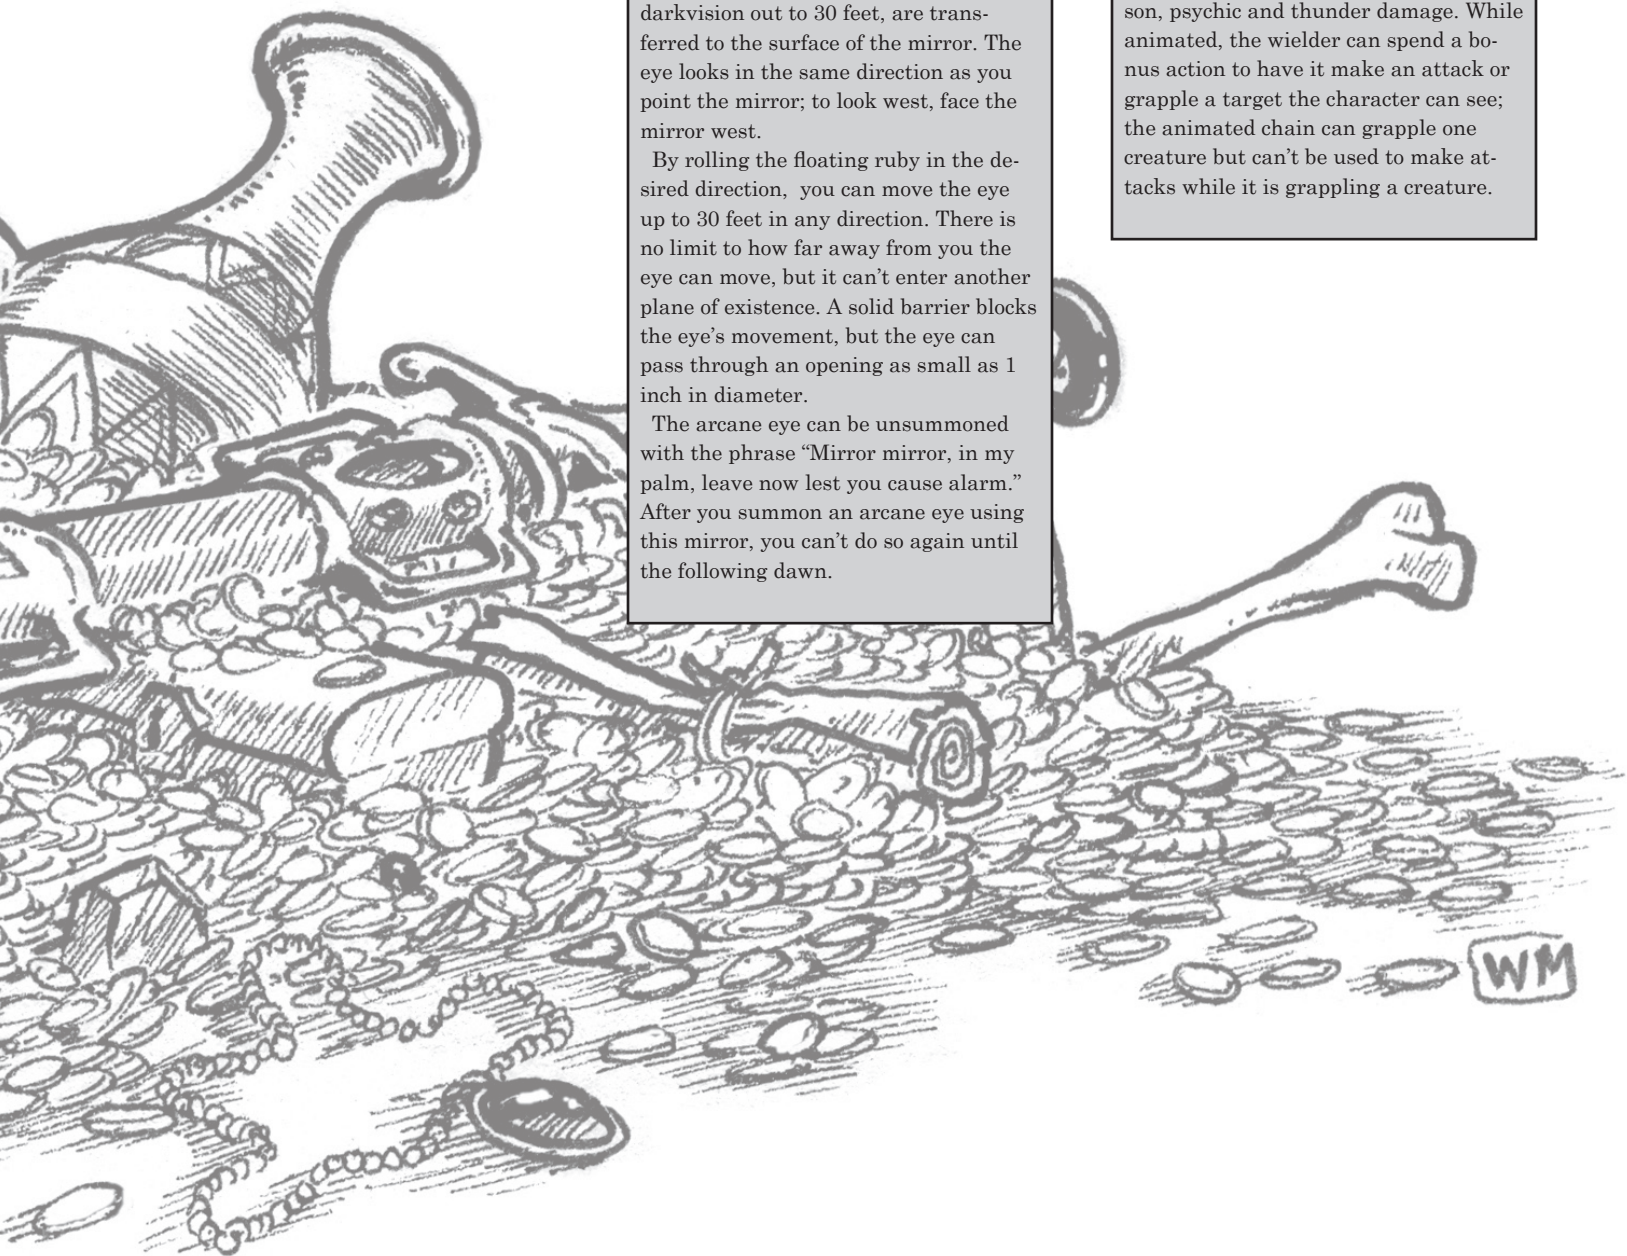 darkvision out to 30 feet, are trans-
ferred to the surface of the mirror. The
eye looks in the same direction as you
point the mirror; to look west, face the
mirror west.
By rolling the floating ruby in the de-
sired direction,  you can move the eye
up to 30 feet in any direction. There is
no limit to how far away from you the
eye can move, but it can’t enter another
plane of existence. A solid barrier blocks
the eye’s movement, but the eye can
pass through an opening as small as 1
inch in diameter.
The arcane eye can be unsummoned
with the phrase “Mirror mirror, in my
palm, leave now lest you cause alarm.”
After you summon an arcane eye using
this mirror, you can’t do so again until
the following dawn.
son, psychic and thunder damage. While
animated, the wielder can spend a bo-
nus action to have it make an attack or
grapple a target the character can see;
the animated chain can grapple one
creature but can’t be used to make at-
tacks while it is grappling a creature.
WM